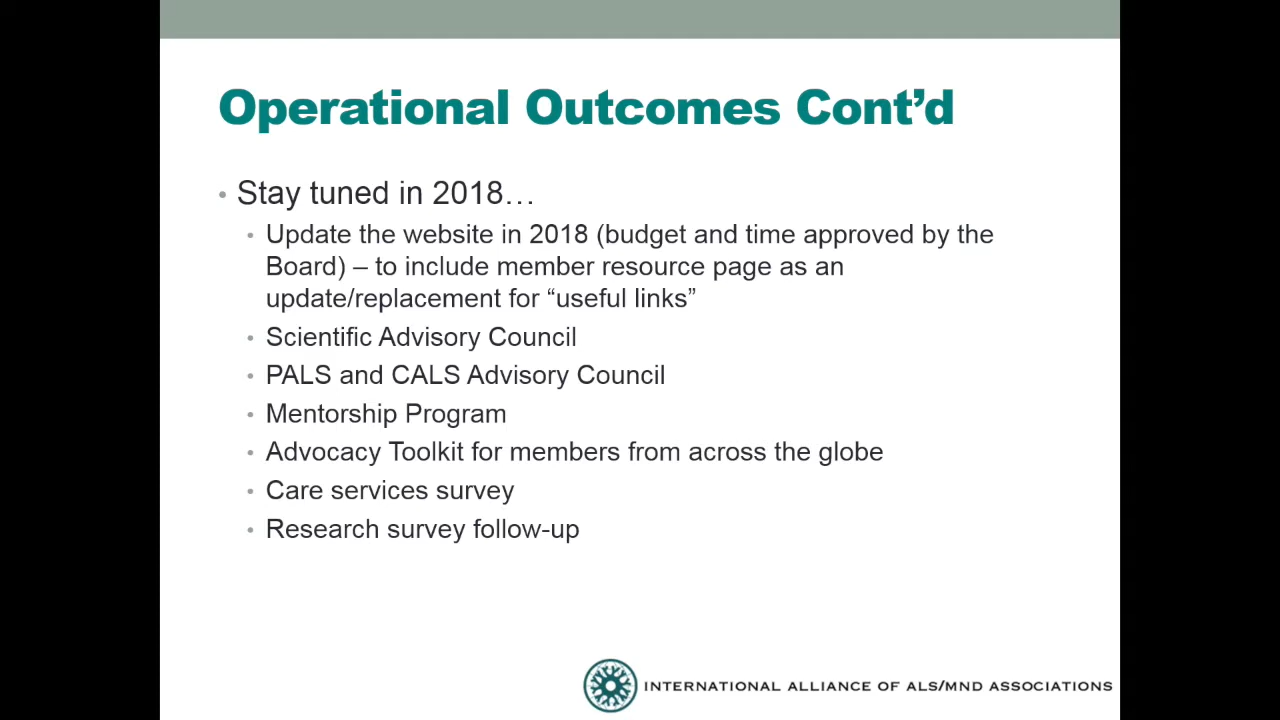 Operational Outcomes Cont’d
• Stay tuned in 2018…
• Update the website in 2018 (budget and time approved by the
Board) – to include member resource page as an
update/replacement for “useful links”
• Scientific Advisory Council
• PALS and CALS Advisory Council
• Mentorship Program
• Advocacy Toolkit for members from across the globe
• Care services survey
• Research survey follow-up
INTERNATIONAL ALLIANCE OF ALS/MND ASSOCIATIONS